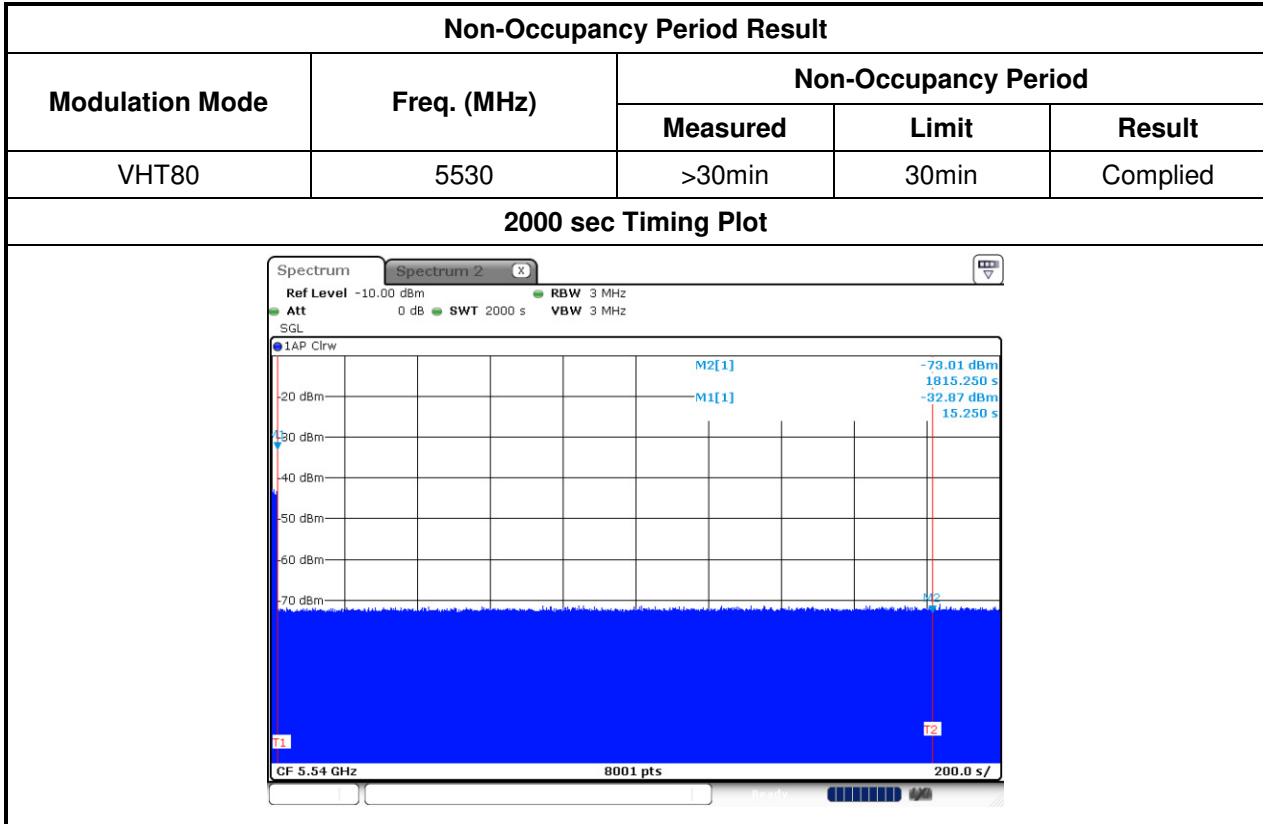 Non-Occupancy Period Result
Modulation Mode Freq. (MHz) Non-Occupancy Period
Measured Limit Result
VHT80 5530 >30min 30min Complied
2000 sec Timing Plot
Spectrum Spectrum 2 X
Ref Level -10.00 dBm RBW 3 MHz
Att 0 dB SWT 2000 s VBW 3 MHz
SGL
1AP Clrw
M2[1] -73.01 dBm
1815.250 s
-20 dBm M1[1] -32.87 dBm
15.250 s
M1
-30 dBm
-40 dBm
-50 dBm
-60 dBm
-70 dBm M2
T1 T2
CF 5.54 GHz 8001 pts 200.0 s/
Ready